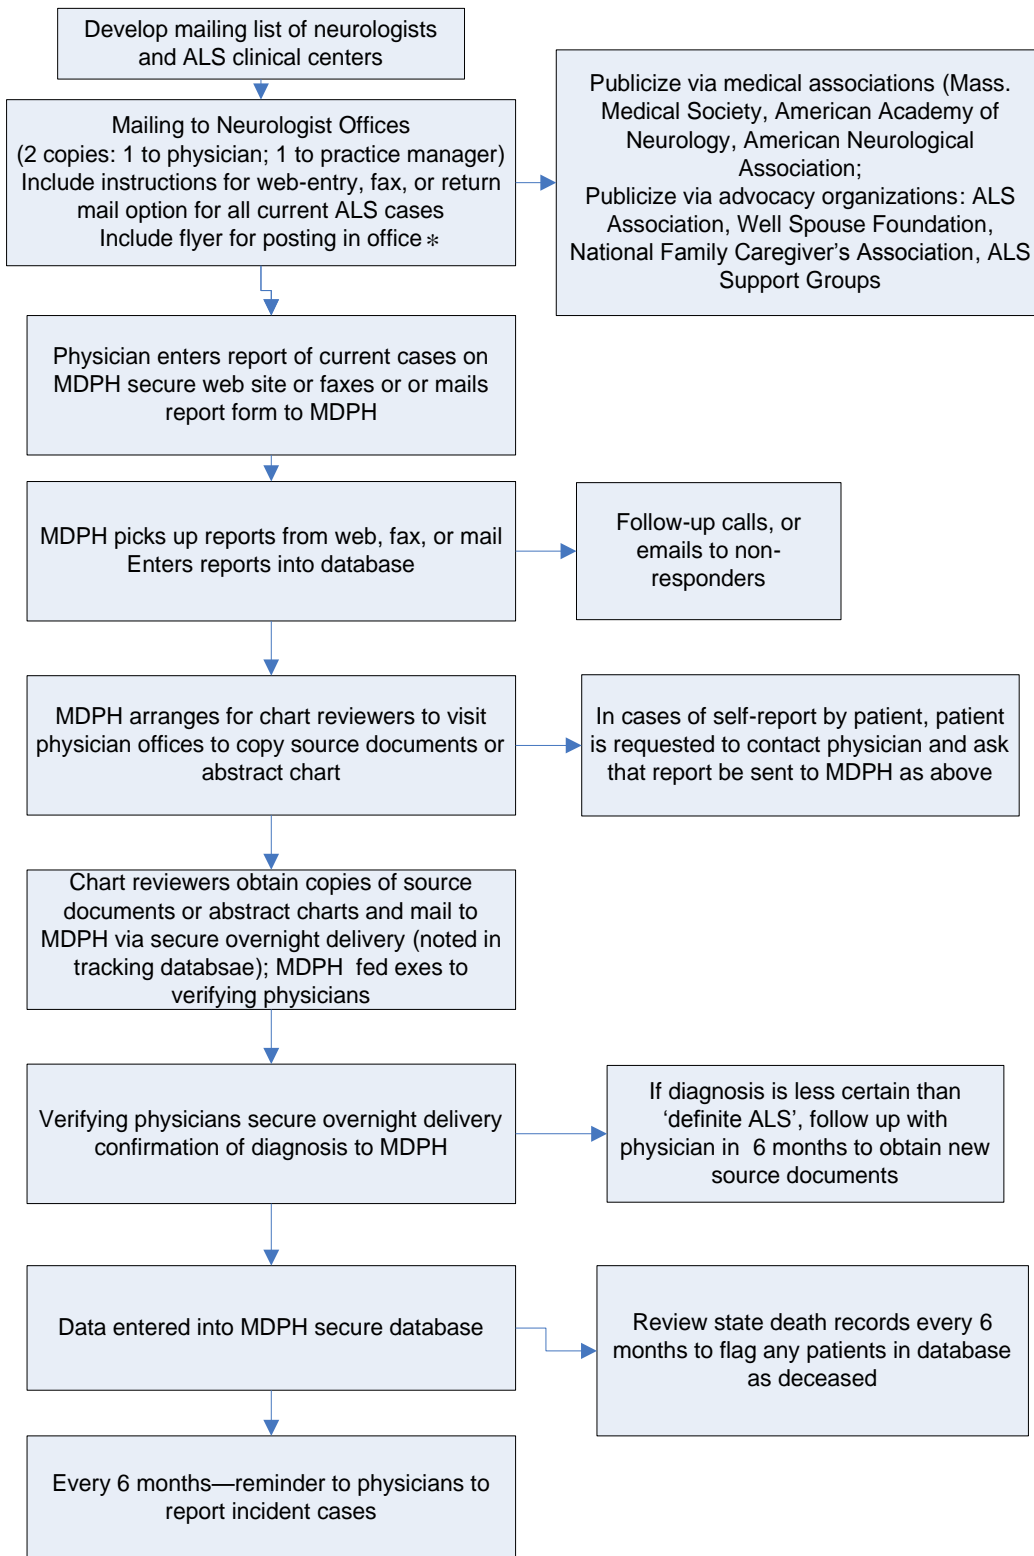 Develop mailing list of neurologists
and ALS clinical centers
Mailing to Neurologist Offices
(2 copies: 1 to physician; 1 to practice manager)
Include instructions for web-entry, fax, or return
mail option for all current ALS cases
Include flyer for posting in office *
Publicize via medical associations (Mass.
Medical Society, American Academy of
Neurology, American Neurological
Association;
Publicize via advocacy organizations: ALS
Association, Well Spouse Foundation,
National Family Caregiver’s Association, ALS
Support Groups
Physician enters report of current cases on
MDPH secure web site or faxes or or mails
report form to MDPH
MDPH picks up reports from web, fax, or mail
Enters reports into database
Follow-up calls, or
emails to non-
responders
MDPH arranges for chart reviewers to visit
physician offices to copy source documents or
abstract chart
In cases of self-report by patient, patient
is requested to contact physician and ask
that report be sent to MDPH as above
Chart reviewers obtain copies of source
documents or abstract charts and mail to
MDPH via secure overnight delivery (noted in
tracking databsae); MDPH fed exes to
verifying physicians
Verifying physicians secure overnight delivery
confirmation of diagnosis to MDPH
If diagnosis is less certain than
‘definite ALS’, follow up with
physician in 6 months to obtain new
source documents
Data entered into MDPH secure database
Review state death records every 6
months to flag any patients in database
as deceased
Every 6 months—reminder to physicians to
report incident cases